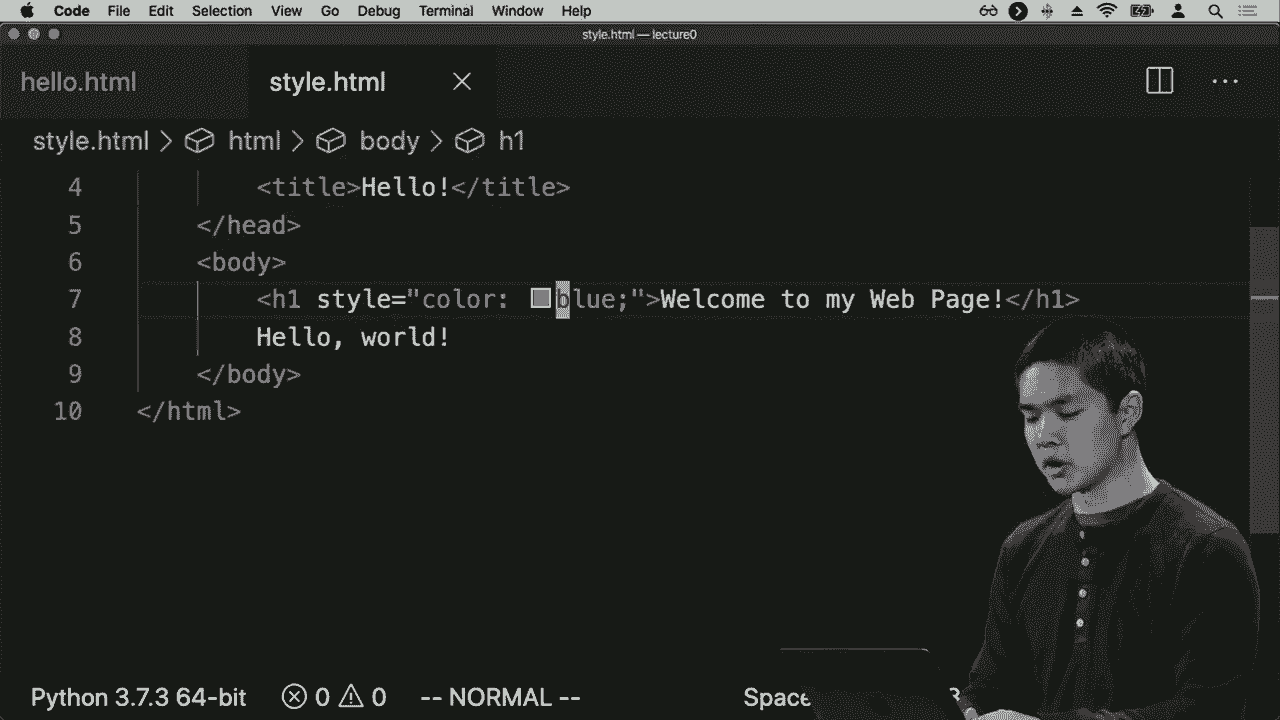 Code File Edit Selection View Go Debug Terminal Window Help
style.html — lecture0
hello.html style.html
style.html > html > body > h1
4 <title>Hello!</title>
5 </head>
6 <body>
7 <h1 style="color: blue;">Welcome to my Web Page!</h1>
8 Hello, world!
9 </body>
10 </html>
Python 3.7.3 64-bit 0 0 -- NORMAL --